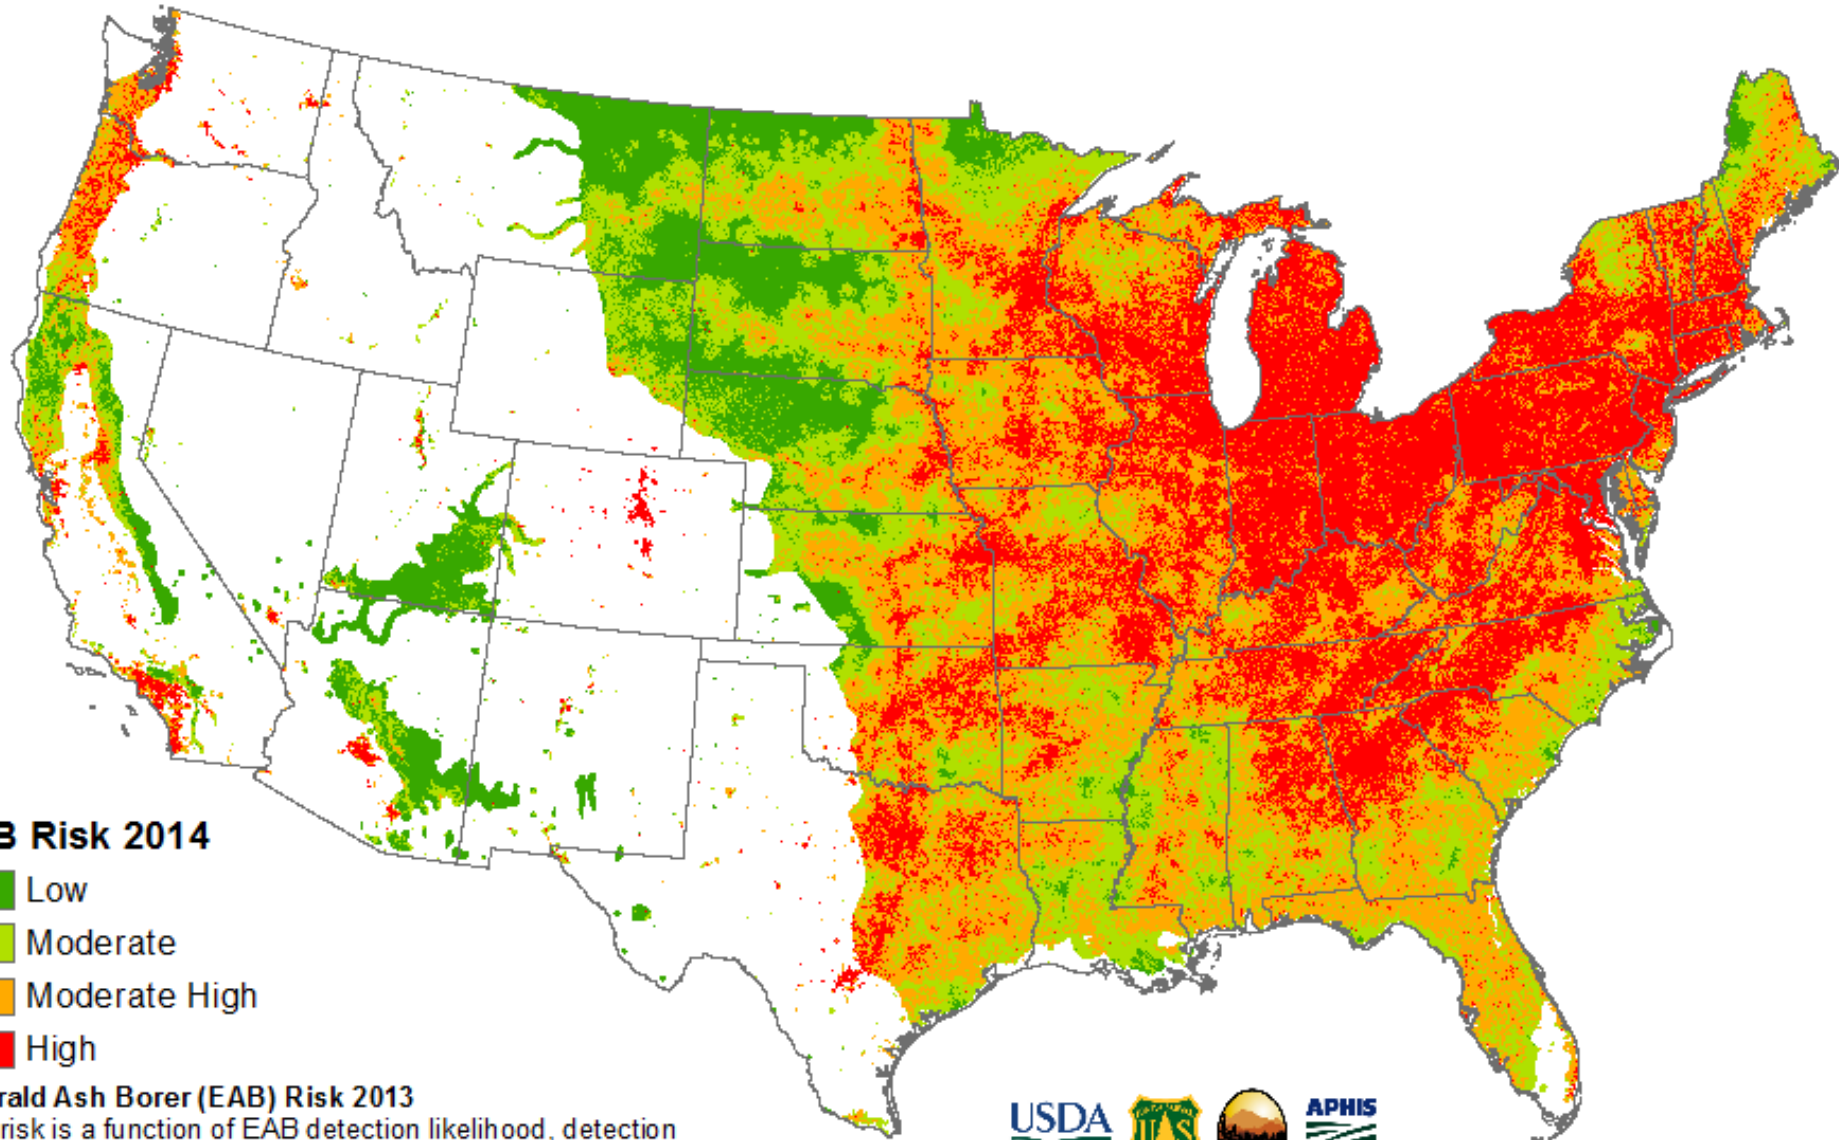 B Risk 2014
Low
Moderate
Moderate High
High
rald Ash Borer (EAB) Risk 2013
risk is a function of EAB detection likelihood, detection
USDA
UAS
APHIS